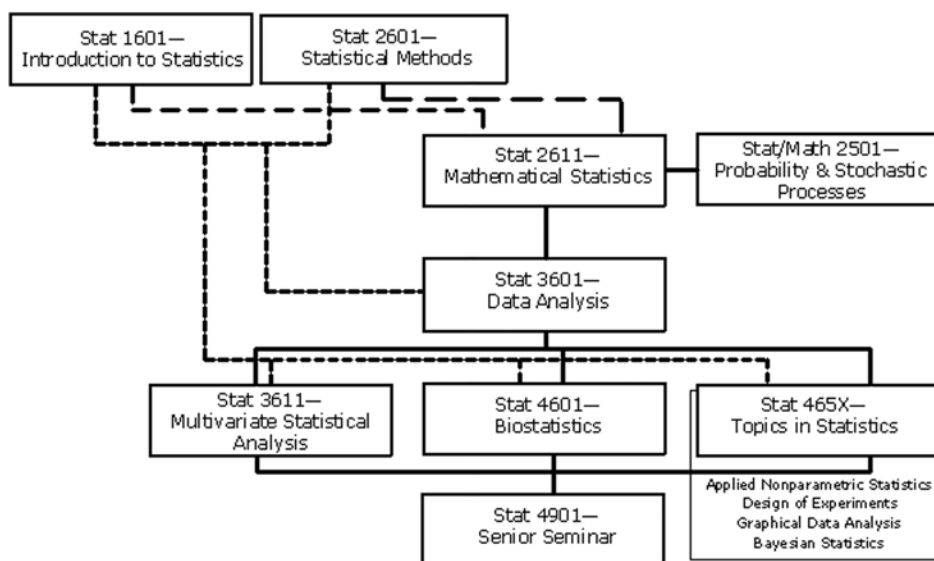 Stat 1601—
Introduction to Statistics
Stat 2601—
Statistical Methods
Stat 2611—
Mathematical Statistics
Stat/Math 2501—
Probability & Stochastic
Processes
Stat 3601—
Data Analysis
Stat 3611—
Multivariate Statistical
Analysis
Stat 4601—
Biostatistics
Stat 465X—
Topics in Statistics
Applied Nonparametric Statistics
Design of Experiments
Graphical Data Analysis
Bayesian Statistics
Stat 4901—
Senior Seminar